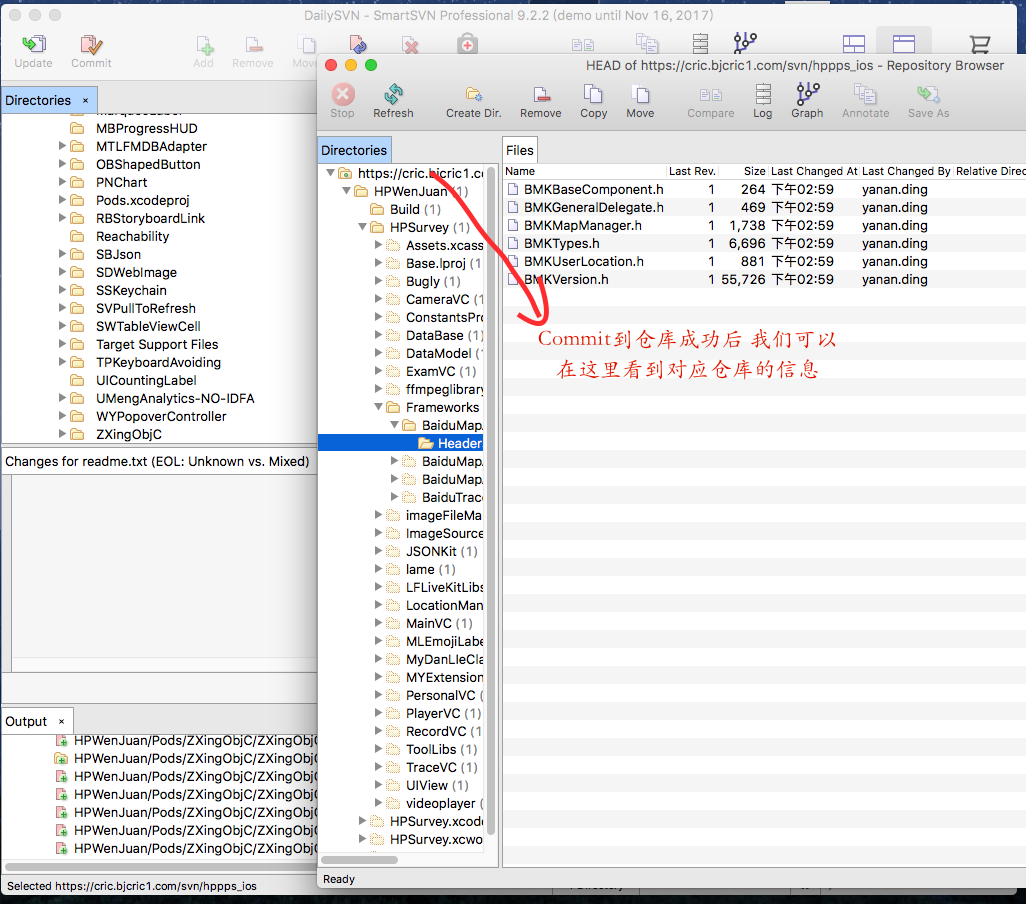 DailySVN - SmartSVN Professional 9.2.2 (demo until Nov 16, 2017)
Update Commit Add Remove
HEAD of https://cric.bjcric1.com/svn/hppps_ios - Repository Browser
Stop Refresh Create Dir. Remove Copy Move Compare Log Graph Annotate Save As
Directories ×
MBProgressHUD
MTLFMDBAdapter
OBShapedButton
PNChart
Pods.xcodeproj
RBStoryboardLink
Reachability
SBJson
SDWebImage
SSKeychain
SVPullToRefresh
SWTableViewCell
Target Support Files
TPKeyboardAvoiding
UICountingLabel
UMengAnalytics-NO-IDFA
WYPopoverController
ZXingObjC
Changes for readme.txt (EOL: Unknown vs. Mixed)
Output ×
HPWenJuan/Pods/ZXingObjC/ZXingObj
HPWenJuan/Pods/ZXingObjC/ZXingObj
HPWenJuan/Pods/ZXingObjC/ZXingObj
HPWenJuan/Pods/ZXingObjC/ZXingObj
HPWenJuan/Pods/ZXingObjC/ZXingObj
HPWenJuan/Pods/ZXingObjC/ZXingObj
HPWenJuan/Pods/ZXingObjC/ZXingObj
Selected https://cric.bjcric1.com/svn/hppps_ios
Directories
https://cric.bjcric1.c
HPWenJuan (1)
Build (1)
HPSurvey (1)
Assets.xcass
Base.lproj (1
Bugly (1)
CameraVC (1
ConstantsPr
DataBase (1)
DataModel (
ExamVC (1)
ffmpeglibrary
Frameworks
BaiduMap
Header
BaiduMap
BaiduMap
BaiduTrac
imageFileMa
ImageSource
JSONKit (1)
lame (1)
LFLiveKitLibs
LocationMan
MainVC (1)
MLEmojiLabe
MyDanLIeCla
MYExtension
PersonalVC (
PlayerVC (1)
RecordVC (1
ToolLibs (1)
TraceVC (1)
UIView (1)
videoplayer (
HPSurvey.xcod
HPSurvey.xcwo
Files
Name Last Rev. Size Last Changed At Last Changed By Relative Direc
BMKBaseComponent.h 1 264 下午02:59 yanan.ding
BMKGeneralDelegate.h 1 469 下午02:59 yanan.ding
BMKMapManager.h 1 1,738 下午02:59 yanan.ding
BMKTypes.h 1 6,696 下午02:59 yanan.ding
BMKUserLocation.h 1 881 下午02:59 yanan.ding
BMKVersion.h 1 55,726 下午02:59 yanan.ding
Commit到仓库成功后 我们可以
在这里看到对应仓库的信息
Ready